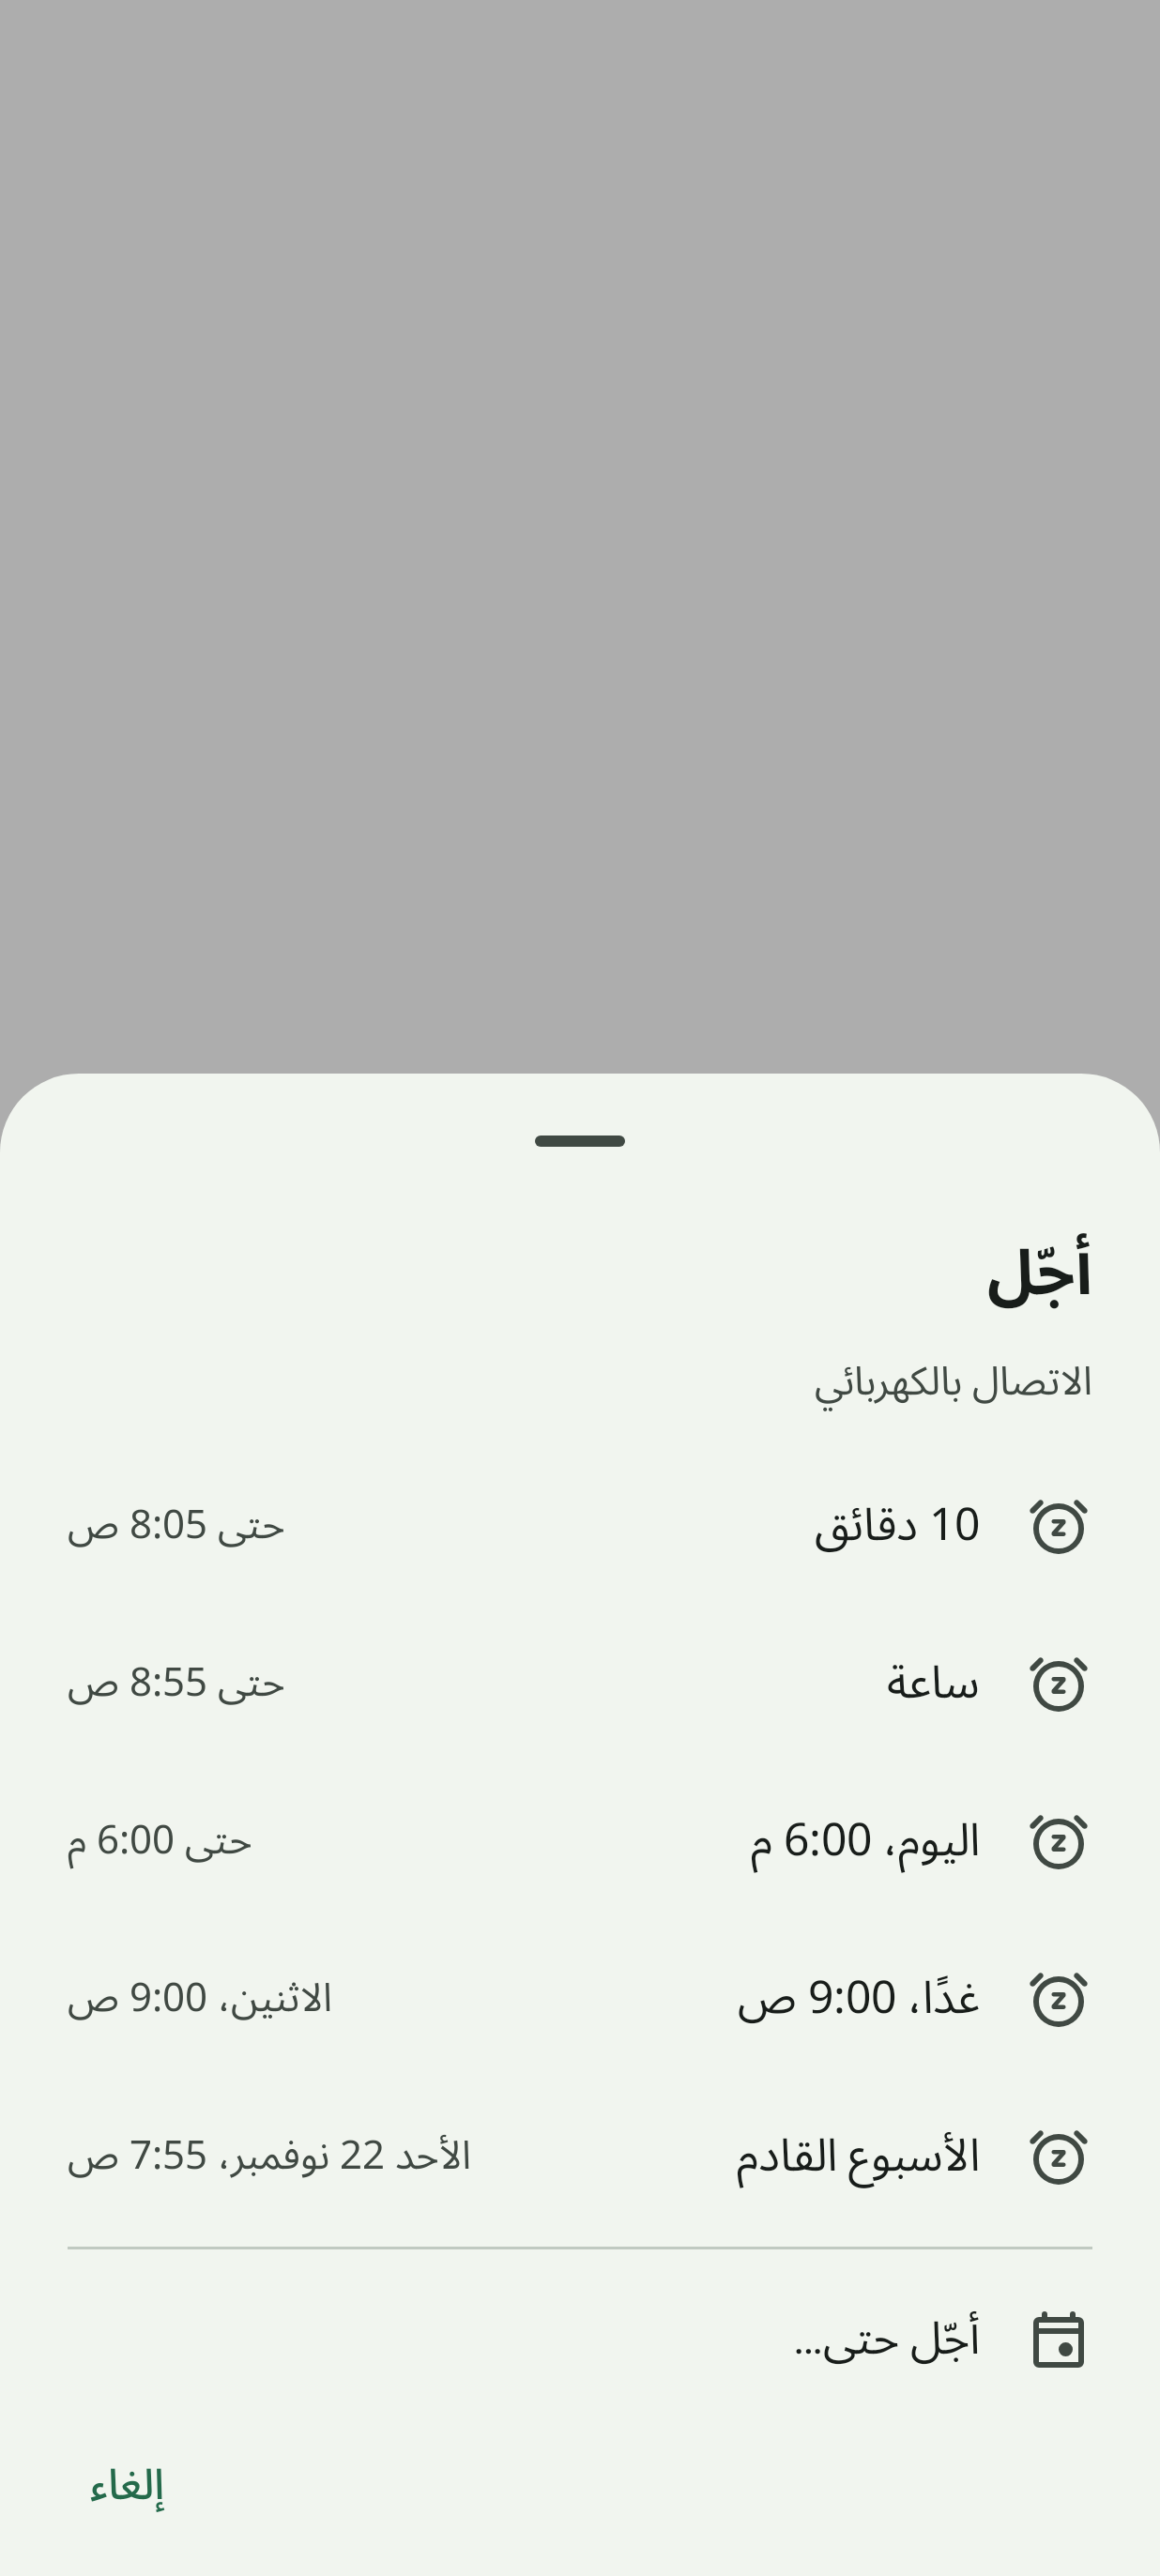 أجّل
الاتصال بالكهربائي
10 دقائق حتى 8:05 ص
ساعة حتى 8:55 ص
اليوم، 6:00 م حتى 6:00 م
غدًا، 9:00 ص الاثنين، 9:00 ص
الأسبوع القادم الأحد 22 نوفمبر، 7:55 ص
أجّل حتى...
إلغاء